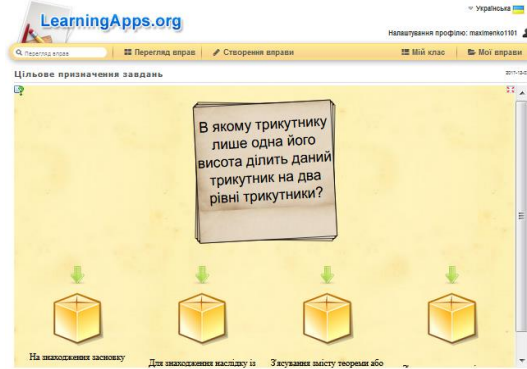 LearningApps.org
Українська
Налаштування профілю: maximenko1101
Перегляд вправ
Перегляд вправ
Створення вправи
Мій клас
Мої вправи
Цільове призначення завдань
В якому трикутнику
лише одна його
висота ділить даний
трикутник на два
рівні трикутники?
На знаходження засновку
Для знаходження наслідку із
З'ясування змісту теореми або